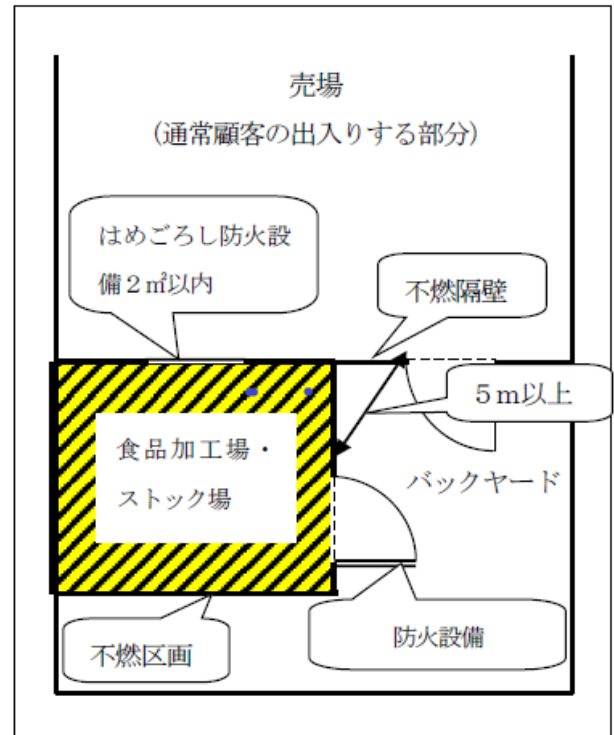 売場
（通常顧客の出入りする部分）
はめごろし防火設
備２㎡以内
不燃隔壁
５ｍ以上
食品加工場・
ストック場
バックヤード
防火設備
不燃区画